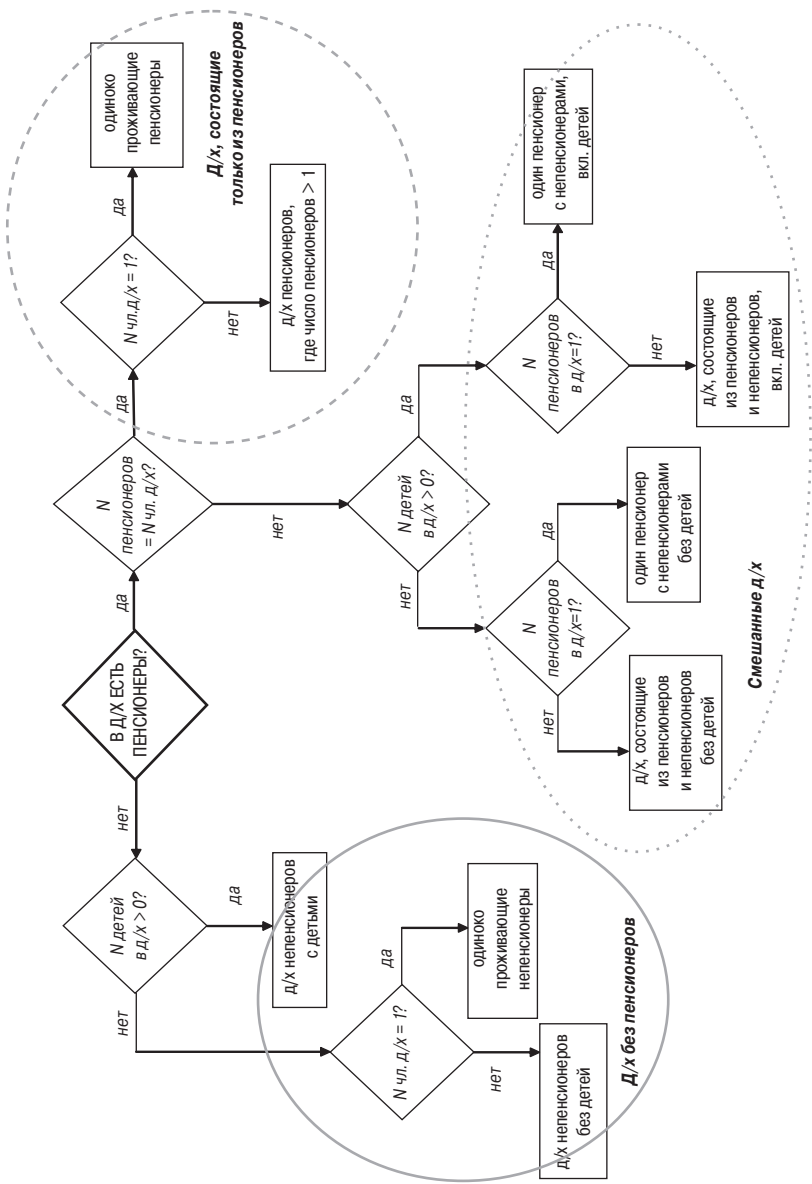 В Д/Х ЕСТЬ
ПЕНСИОНЕРЫ?
нет
да
N детей
в д/х > 0?
нет
да
д/х непенсионеров
с детьми
N чл. д/х = 1?
да
нет
одиноко
проживающие
непенсионеры
д/х непенсионеров
без детей
Д/х без пенсионеров
N
пенсионеров
= N чл. д/х?
да
нет
N чл.д/х = 1?
да
нет
одиноко
проживающие
пенсионеры
д/х пенсионеров,
где число пенсионеров > 1
Д/х, состоящие
только из пенсионеров
N детей
в д/х > 0?
нет
да
N
пенсионеров
в д/х=1?
нет
да
д/х, состоящие
из пенсионеров
и непенсионеров
без детей
один пенсионер
с непенсионерами
без детей
N
пенсионеров
в д/х=1?
да
нет
один пенсионер
с непенсионерами,
вкл. детей
д/х, состоящие
из пенсионеров
и непенсионеров,
вкл. детей
Смешанные д/х